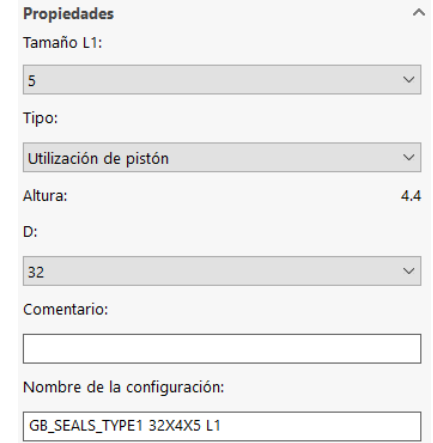 Propiedades
Tamaño L1:
5
Tipo:
Utilización de pistón
Altura: 4.4
D:
32
Comentario:
Nombre de la configuración:
GB_SEALS_TYPE1 32X4X5 L1